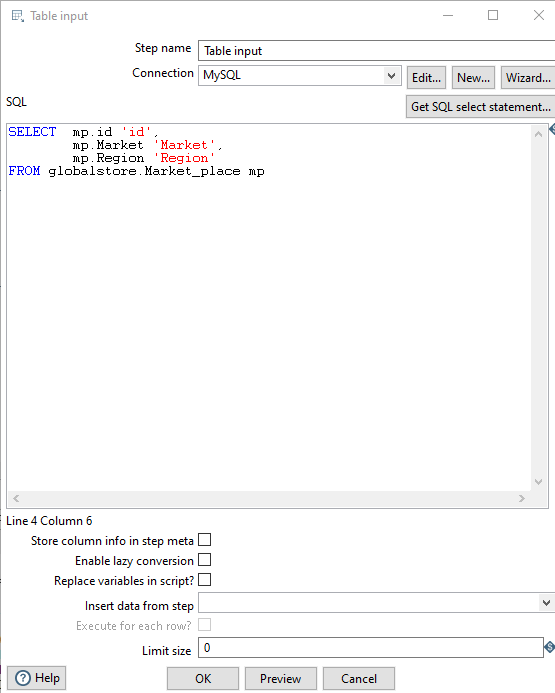 Table input
Step name Table input
Connection MySQL Edit... New... Wizard...
SQL Get SQL select statement...
SELECT  mp.id 'id',
        mp.Market 'Market',
        mp.Region 'Region'
FROM globalstore.Market_place mp
Line 4 Column 6
Store column info in step meta
Enable lazy conversion
Replace variables in script?
Insert data from step
Execute for each row?
Limit size 0
Help OK Preview Cancel